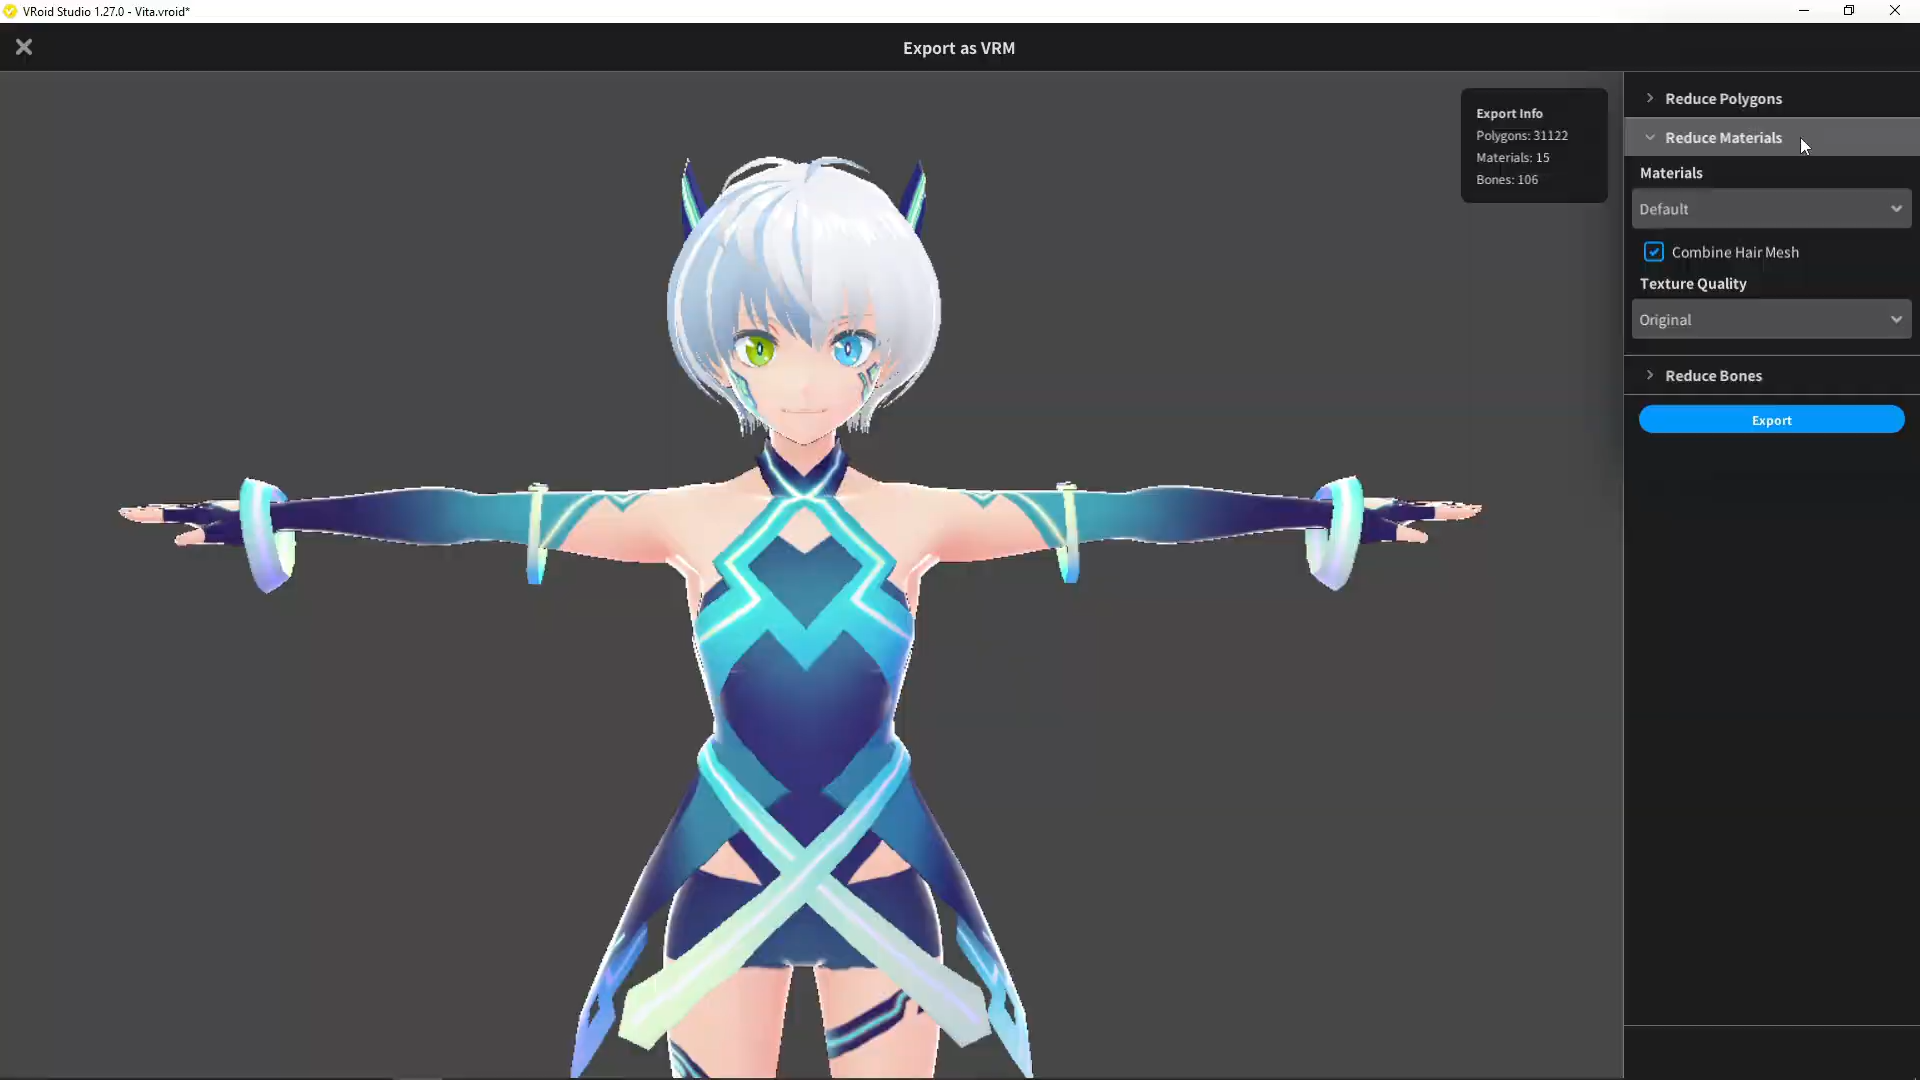 VRoid Studio 1.27.0 - Vita.vroid*
Export as VRM
Export Info
Polygons: 31122
Materials: 15
Bones: 106
Reduce Polygons
Reduce Materials
Materials
Default
Combine Hair Mesh
Texture Quality
Original
Reduce Bones
Export